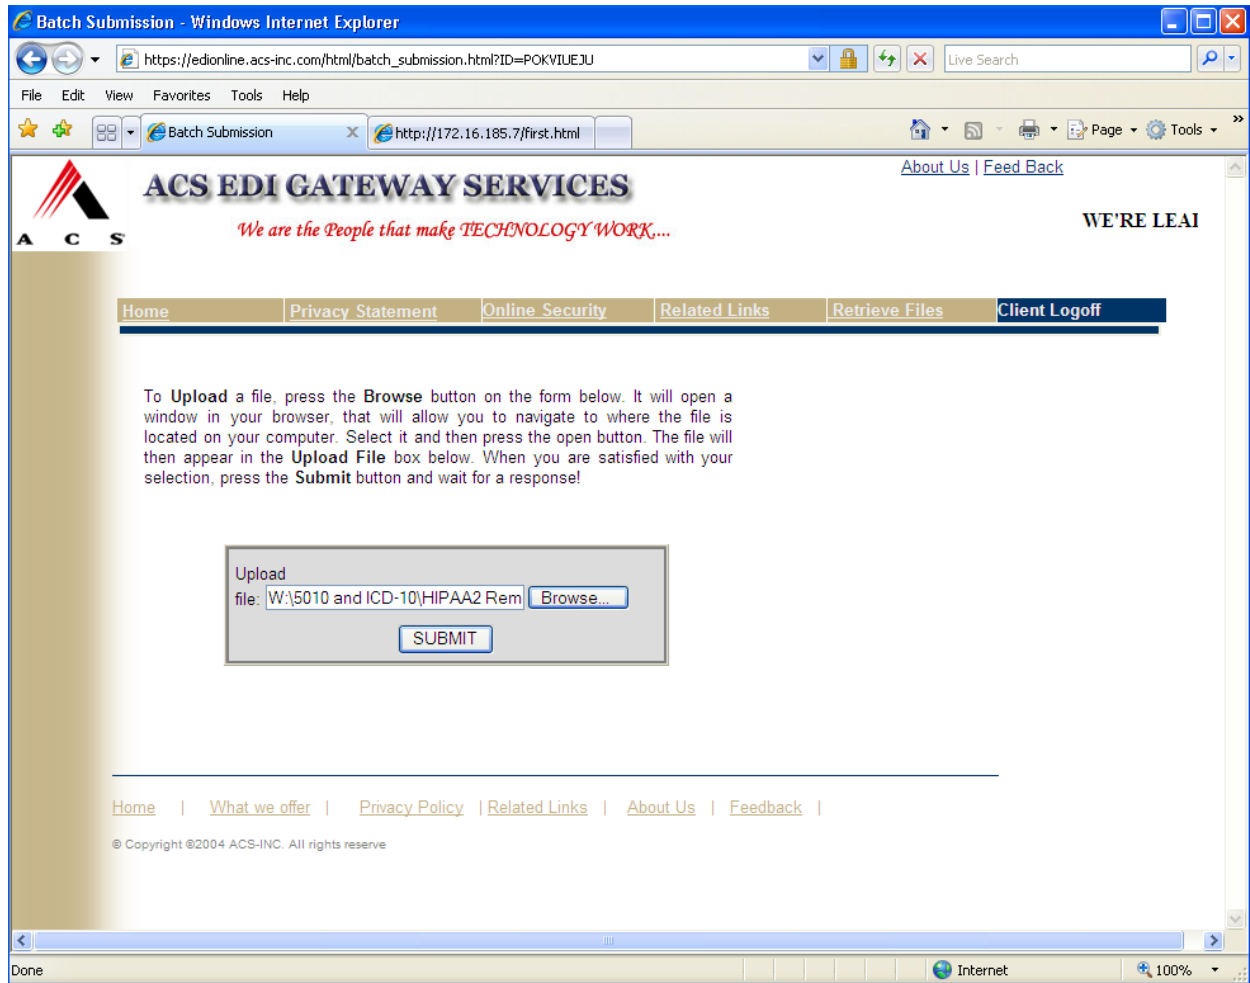 Batch Submission - Windows Internet Explorer
https://edionline.acs-inc.com/html/batch_submission.html?ID=POKVIUEJU
Live Search
File Edit View Favorites Tools Help
Batch Submission X http://172.16.185.7/first.html Page Tools »
About Us | Feed Back
ACS EDI GATEWAY SERVICES
We are the People that make TECHNOLOGY WORK,...
WE'RE LEAI
A C S
Home Privacy Statement Online Security Related Links Retrieve Files Client Logoff
To Upload a file, press the Browse button on the form below. It will open a
window in your browser, that will allow you to navigate to where the file is
located on your computer. Select it and then press the open button. The file will
then appear in the Upload File box below. When you are satisfied with your
selection, press the Submit button and wait for a response!
Upload
file: W:\5010 and ICD-10\HIPAA2 Rem Browse...
SUBMIT
Home | What we offer | Privacy Policy | Related Links | About Us | Feedback |
© Copyright ©2004 ACS-INC. All rights reserve
Done Internet 100%